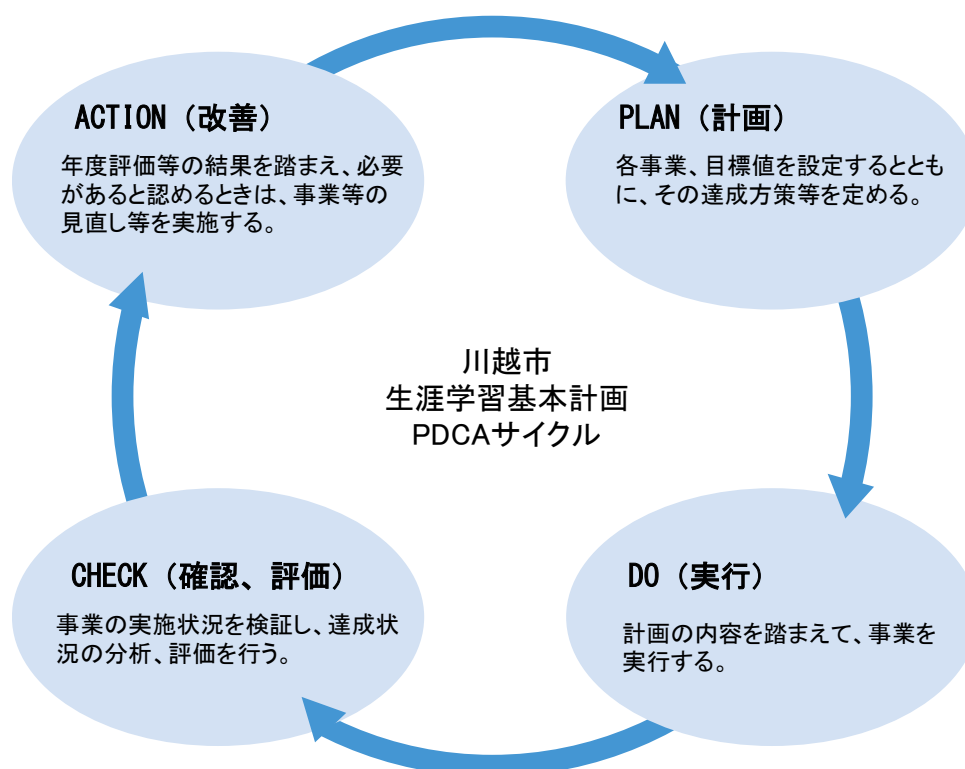 ACTION（改善）
年度評価等の結果を踏まえ、必要
があると認めるときは、事業等の
見直し等を実施する。
PLAN（計画）
各事業、目標値を設定するととも
に、その達成方策等を定める。
川越市
生涯学習基本計画
PDCAサイクル
CHECK（確認、評価）
事業の実施状況を検証し、達成状
況の分析、評価を行う。
DO（実行）
計画の内容を踏まえて、事業を
実行する。